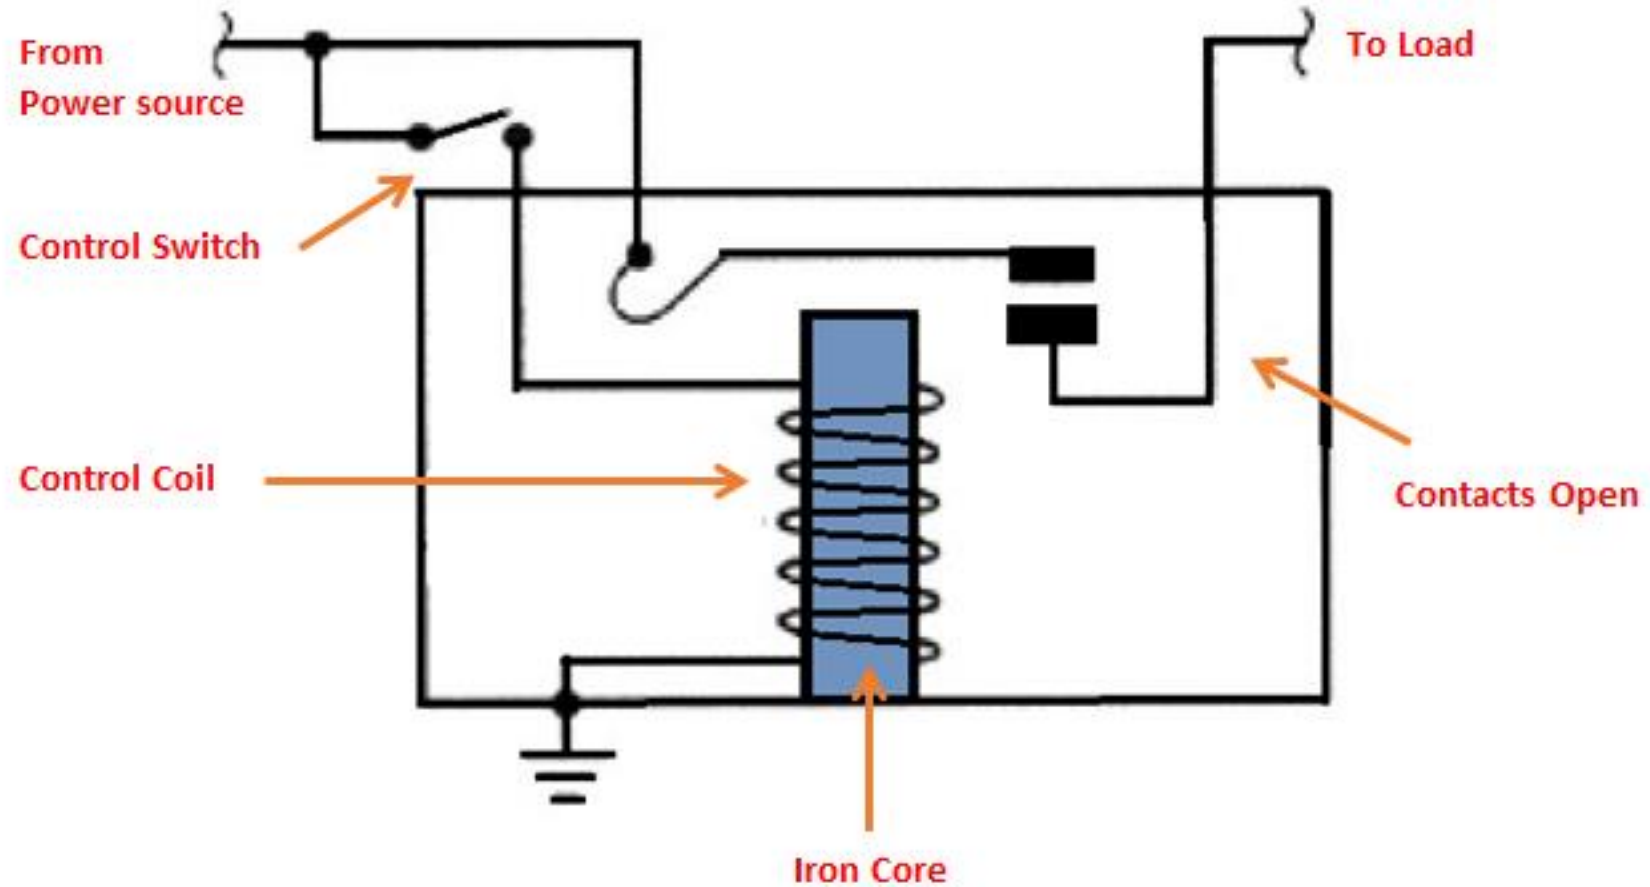 From
Power source
To Load
Control Switch
Control Coil
Contacts Open
Iron Core